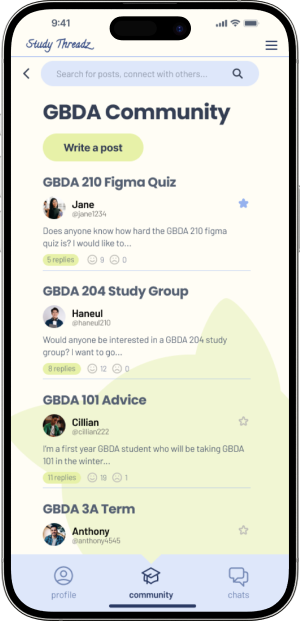 9:41
Study Threadz
Search for posts, connect with others...
GBDA Community
Write a post
GBDA 210 Figma Quiz
Jane
@jane1234
Does anyone know how hard the GBDA 210 figma
quiz is? I would like to...
5 replies 9 0
GBDA 204 Study Group
Haneul
@haneul210
Would anyone be interested in a GBDA 204 study
group? I want to go...
8 replies 12 0
GBDA 101 Advice
Cillian
@cillian222
I'm a first year GBDA student who will be taking GBDA
101 in the winter...
11 replies 19 1
GBDA 3A Term
Anthony
@anthony4545
profile community chats